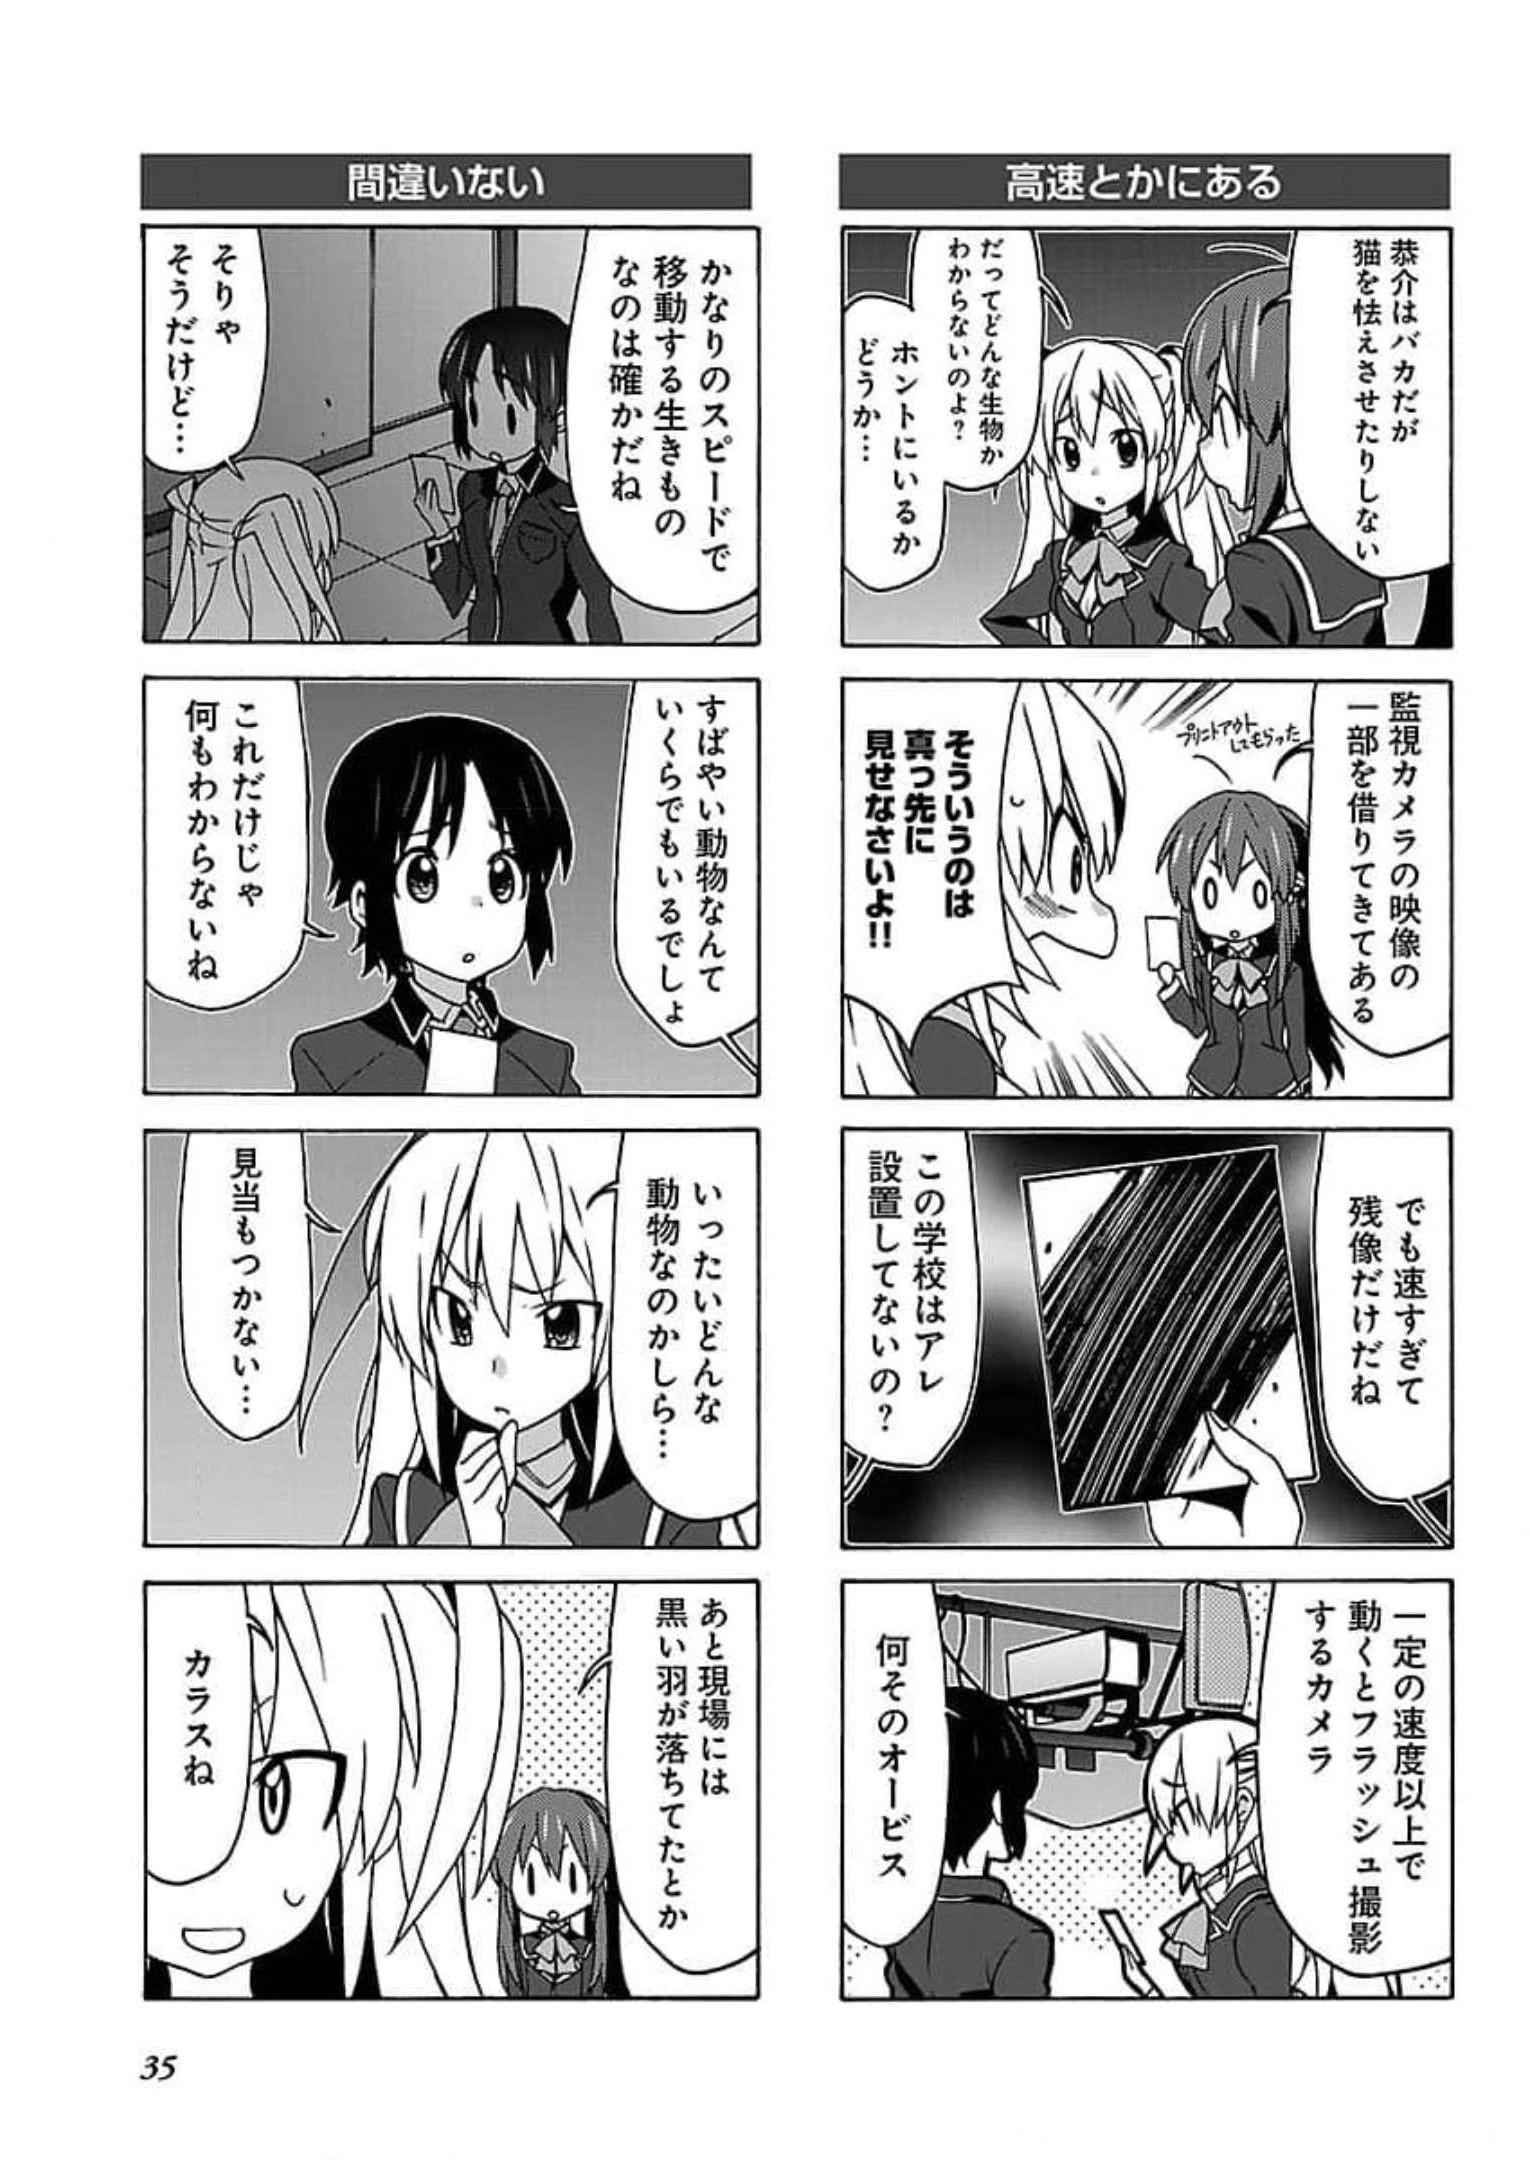 高速とかにある
恭介はバカだが
猫を怯えさせたりしない
だってどんな生物か
わからないのよ?
ホントにいるか
どうか…
監視カメラの映像の
一部を借りてきてある
プリントアウト
してもらった
そういうのは
真っ先に
見せなさいよ!!
でも速すぎて
残像だけだね
この学校はアレ
設置してないの?
一定の速度以上で
動くとフラッシュ撮影
するカメラ
何そのオービス
間違いない
かなりのスピードで
移動する生きもの
なのは確かだね
そりゃ
そうだけど…
すばやい動物なんて
いくらでもいるでしょ
これだけじゃ
何もわからないね
いったいどんな
動物なのかしら…
見当もつかない…
あと現場には
黒い羽が落ちてたとか
カラスね
35